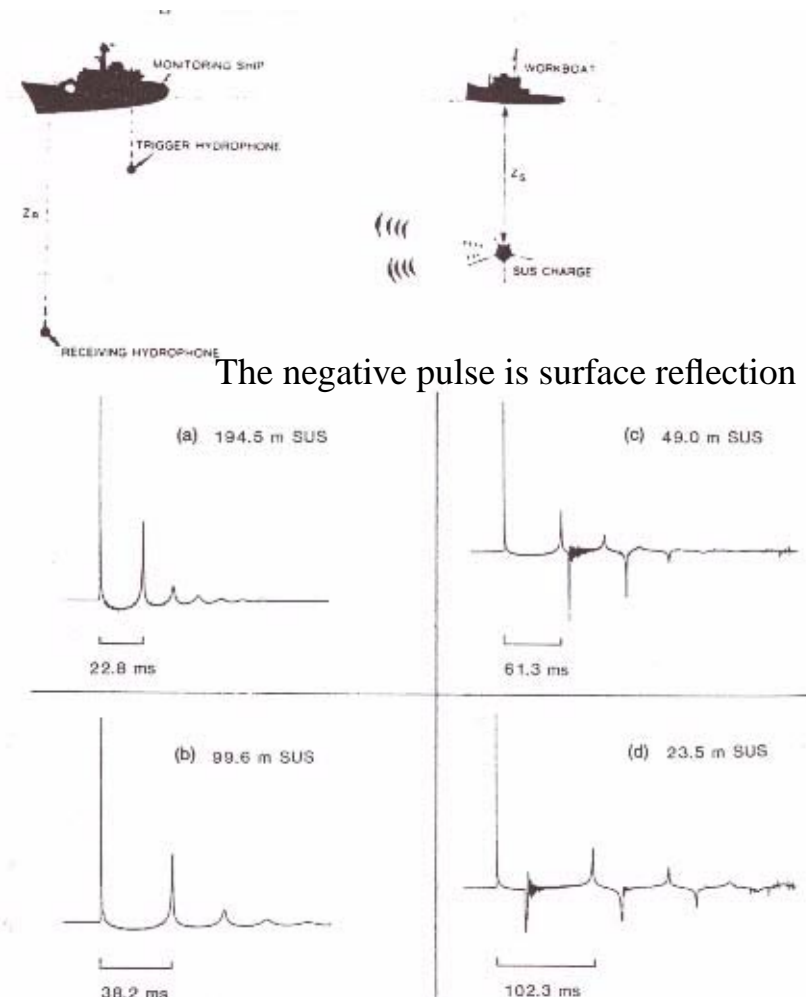 MONITORING SHIP
WORKBOAT
TRIGGER HYDROPHONE
SUS CHARGE
RECEIVING HYDROPHONE
The negative pulse is surface reflection
(a) 194.5 m SUS
(c) 49.0 m SUS
22.8 ms
61.3 ms
(b) 99.6 m SUS
(d) 23.5 m SUS
38.2 ms
102.3 ms